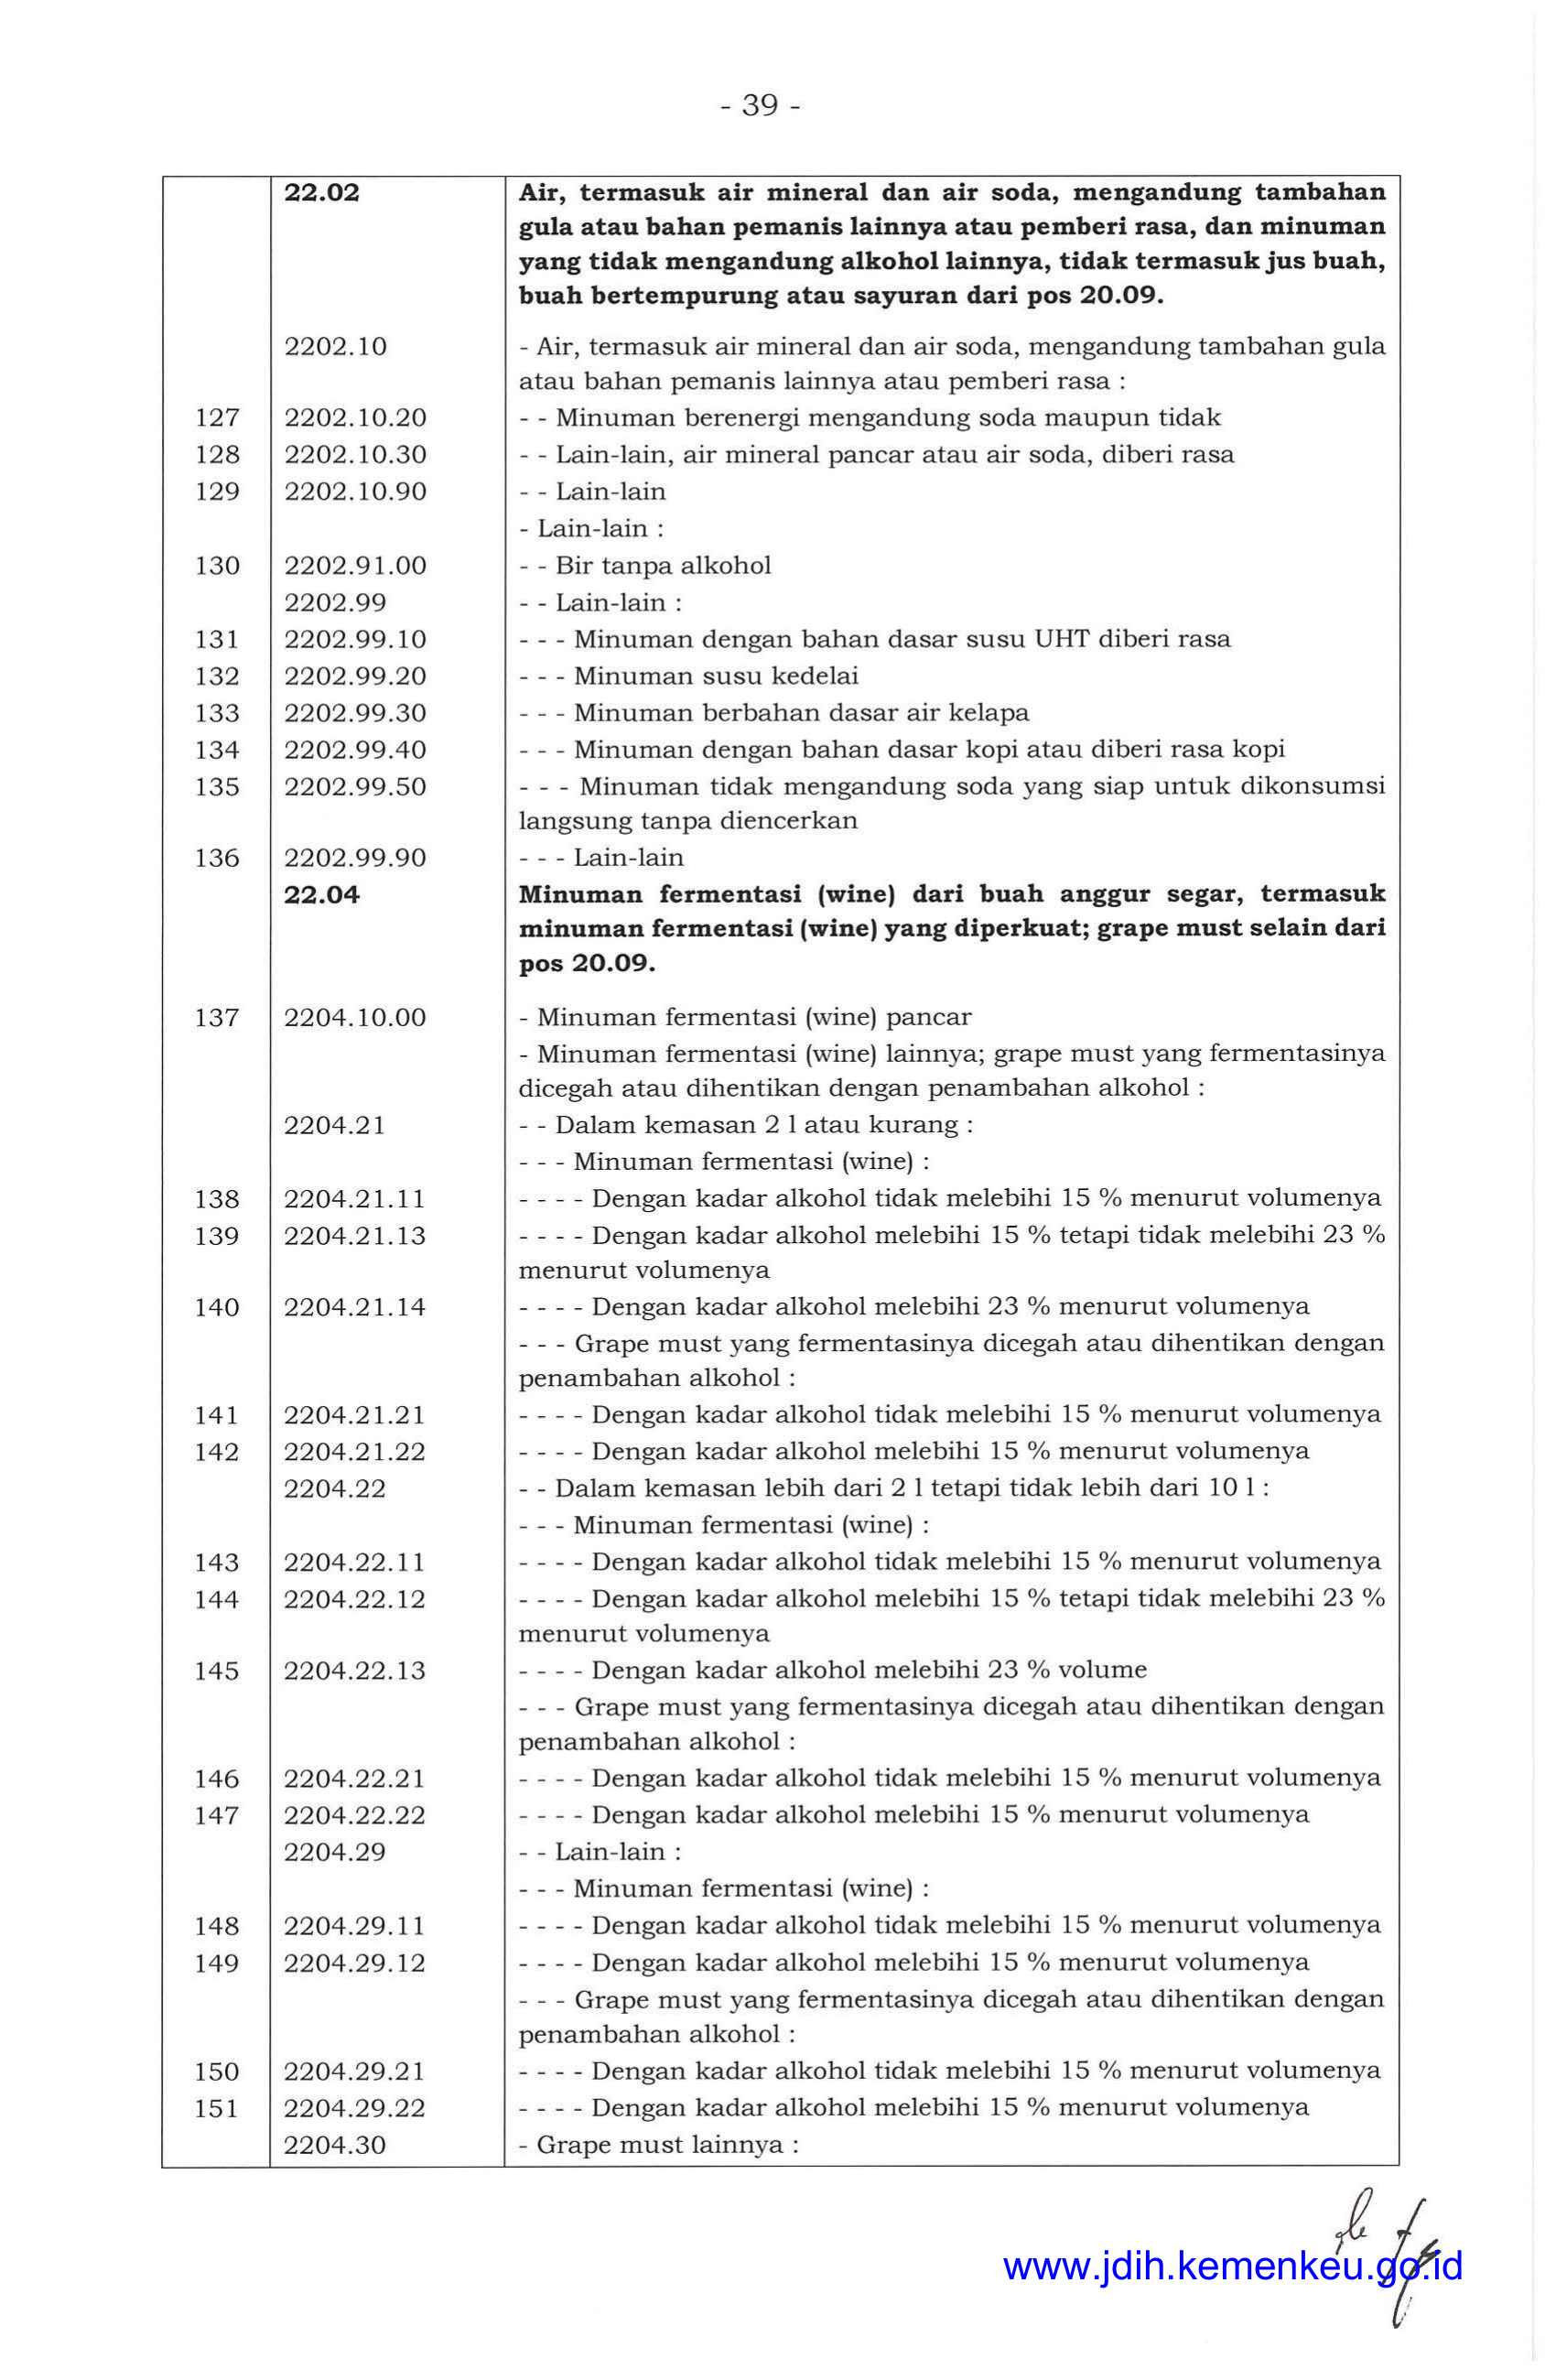 - 39 -
22.02 Air, termasuk air mineral dan air soda, mengandung tambahan
gula atau bahan pemanis lainnya atau pemberi rasa, dan minuman
yang tidak mengandung alkohol lainnya, tidak termasuk jus buah,
buah bertempurung atau sayuran dari pos 20.09.
2202.10 - Air, termasuk air mineral dan air soda, mengandung tambahan gula
atau bahan pemanis lainnya atau pemberi rasa :
127 2202.10.20 - - Minuman berenergi mengandung soda maupun tidak
128 2202.10.30 - - Lain-lain, air mineral pancar atau air soda, diberi rasa
129 2202.10.90 - - Lain-lain
- Lain-lain :
130 2202.91.00 - - Bir tanpa alkohol
2202.99 - - Lain-lain :
131 2202.99.10 - - - Minuman dengan bahan dasar susu UHT diberi rasa
132 2202.99.20 - - - Minuman susu kedelai
133 2202.99.30 - - - Minuman berbahan dasar air kelapa
134 2202.99.40 - - - Minuman dengan bahan dasar kopi atau diberi rasa kopi
135 2202.99.50 - - - Minuman tidak mengandung soda yang siap untuk dikonsumsi
langsung tanpa diencerkan
136 2202.99.90 - - - Lain-lain
22.04 Minuman fermentasi (wine) dari buah anggur segar, termasuk
minuman fermentasi (wine) yang diperkuat; grape must selain dari
pos 20.09.
137 2204.10.00 - Minuman fermentasi (wine) pancar
- Minuman fermentasi (wine) lainnya; grape must yang fermentasinya
dicegah atau dihentikan dengan penambahan alkohol :
2204.21 - - Dalam kemasan 2 l atau kurang :
- - - Minuman fermentasi (wine) :
138 2204.21.11 - - - - Dengan kadar alkohol tidak melebihi 15 % menurut volumenya
139 2204.21.13 - - - - Dengan kadar alkohol melebihi 15 % tetapi tidak melebihi 23 %
menurut volumenya
140 2204.21.14 - - - - Dengan kadar alkohol melebihi 23 % menurut volumenya
- - - Grape must yang fermentasinya dicegah atau dihentikan dengan
penambahan alkohol :
141 2204.21.21 - - - - Dengan kadar alkohol tidak melebihi 15 % menurut volumenya
142 2204.21.22 - - - - Dengan kadar alkohol melebihi 15 % menurut volumenya
2204.22 - - Dalam kemasan lebih dari 2 l tetapi tidak lebih dari 10 l :
- - - Minuman fermentasi (wine) :
143 2204.22.11 - - - - Dengan kadar alkohol tidak melebihi 15 % menurut volumenya
144 2204.22.12 - - - - Dengan kadar alkohol melebihi 15 % tetapi tidak melebihi 23 %
menurut volumenya
145 2204.22.13 - - - - Dengan kadar alkohol melebihi 23 % volume
- - - Grape must yang fermentasinya dicegah atau dihentikan dengan
penambahan alkohol :
146 2204.22.21 - - - - Dengan kadar alkohol tidak melebihi 15 % menurut volumenya
147 2204.22.22 - - - - Dengan kadar alkohol melebihi 15 % menurut volumenya
2204.29 - - Lain-lain :
- - - Minuman fermentasi (wine) :
148 2204.29.11 - - - - Dengan kadar alkohol tidak melebihi 15 % menurut volumenya
149 2204.29.12 - - - - Dengan kadar alkohol melebihi 15 % menurut volumenya
- - - Grape must yang fermentasinya dicegah atau dihentikan dengan
penambahan alkohol :
150 2204.29.21 - - - - Dengan kadar alkohol tidak melebihi 15 % menurut volumenya
151 2204.29.22 - - - - Dengan kadar alkohol melebihi 15 % menurut volumenya
2204.30 - Grape must lainnya :
www.jdih.kemenkeu.go.id